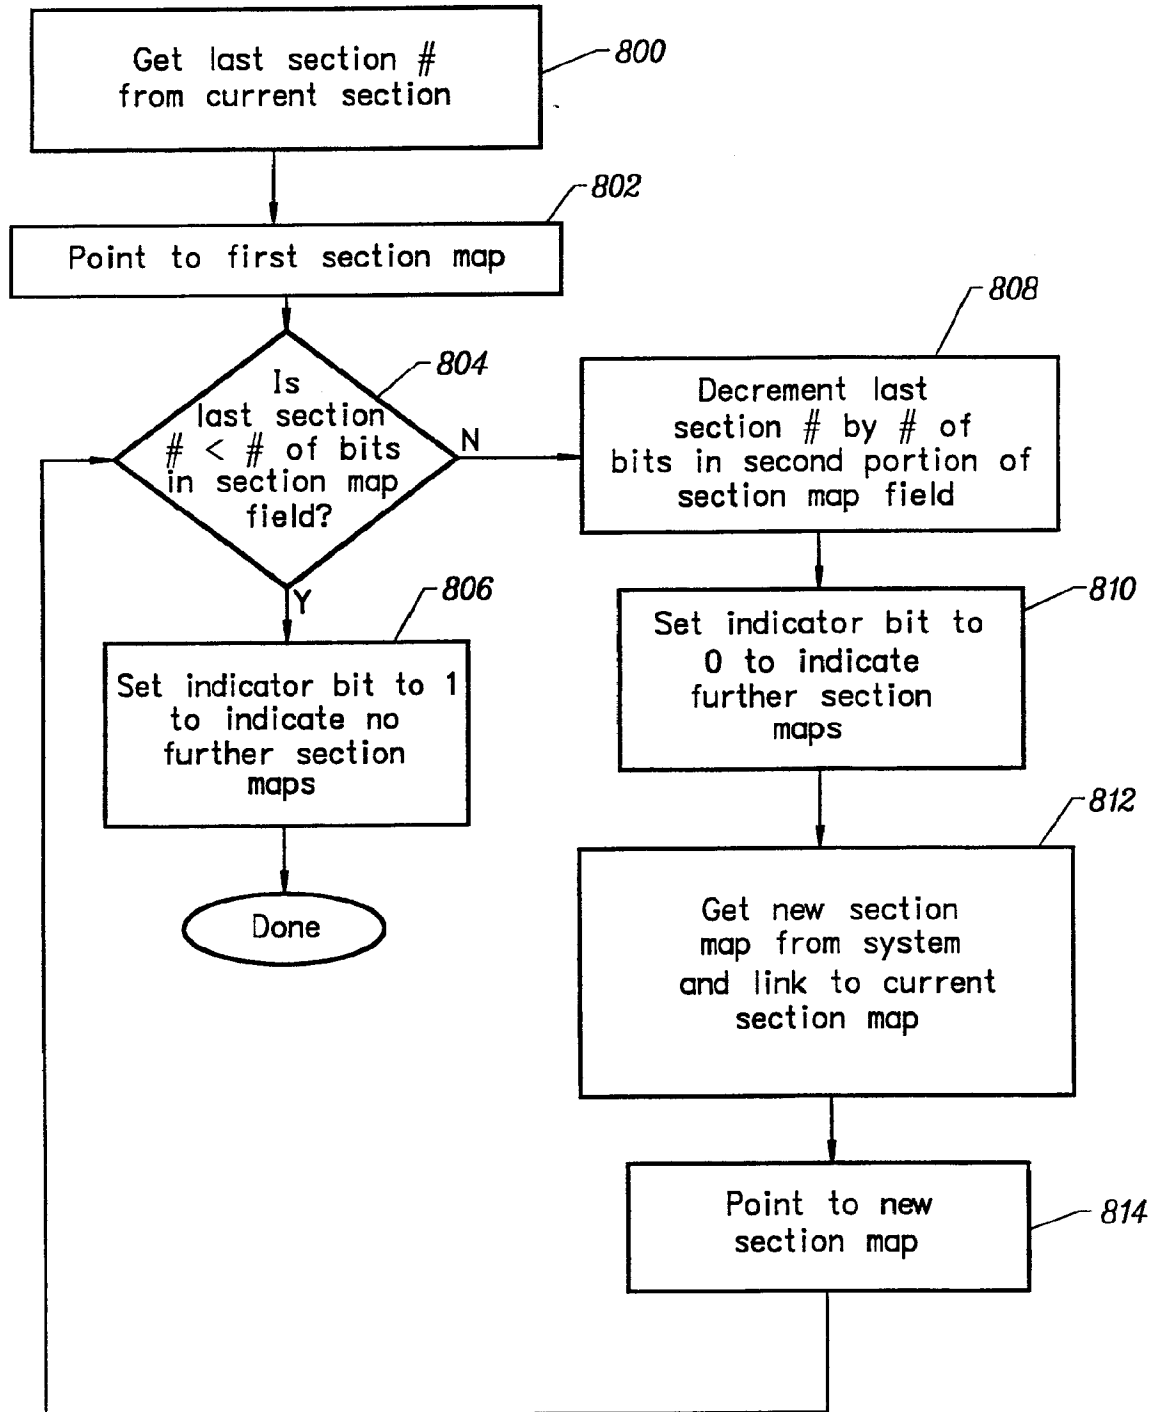 Get last section #
from current section
800
802
Point to first section map
804
Is
last section
# < # of bits
in section map
field?
N
Y
808
Decrement last
section # by # of
bits in second portion of
section map field
806
Set indicator bit to 1
to indicate no
further section
maps
810
Set indicator bit to
0 to indicate
further section
maps
Done
812
Get new section
map from system
and link to current
section map
Point to new
section map
814